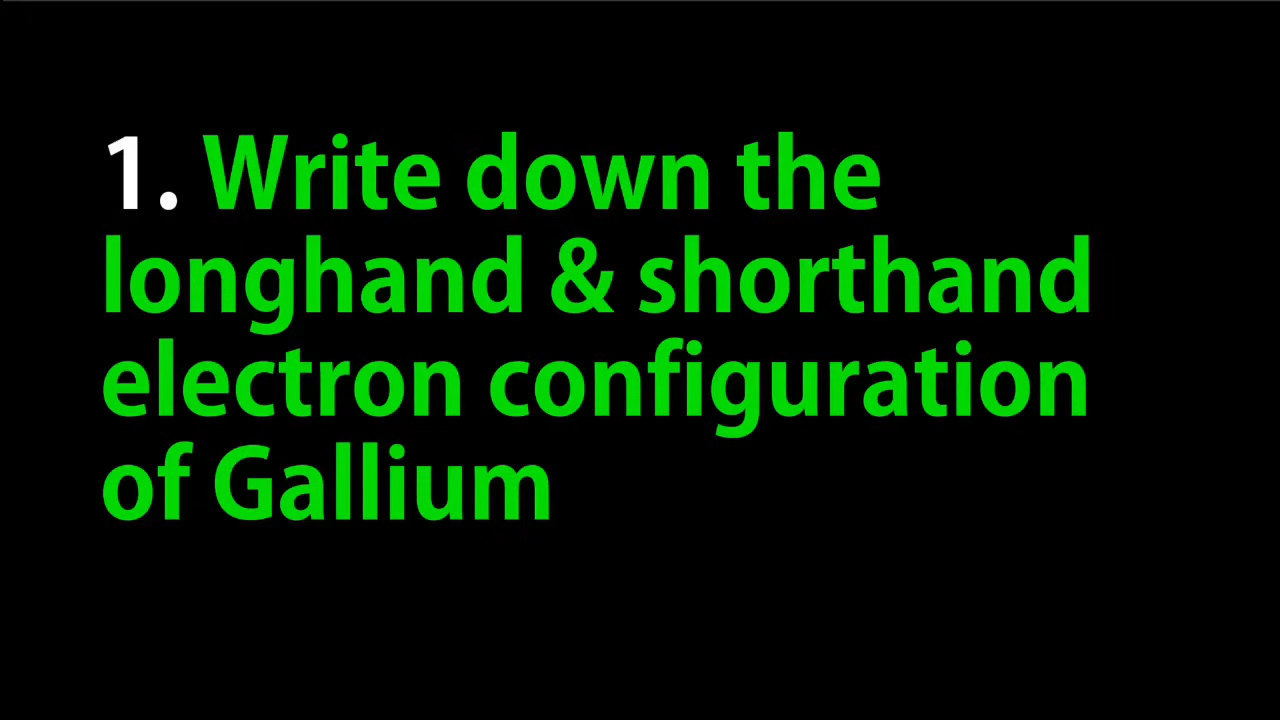 1. Write down the
longhand & shorthand
electron configuration
of Gallium